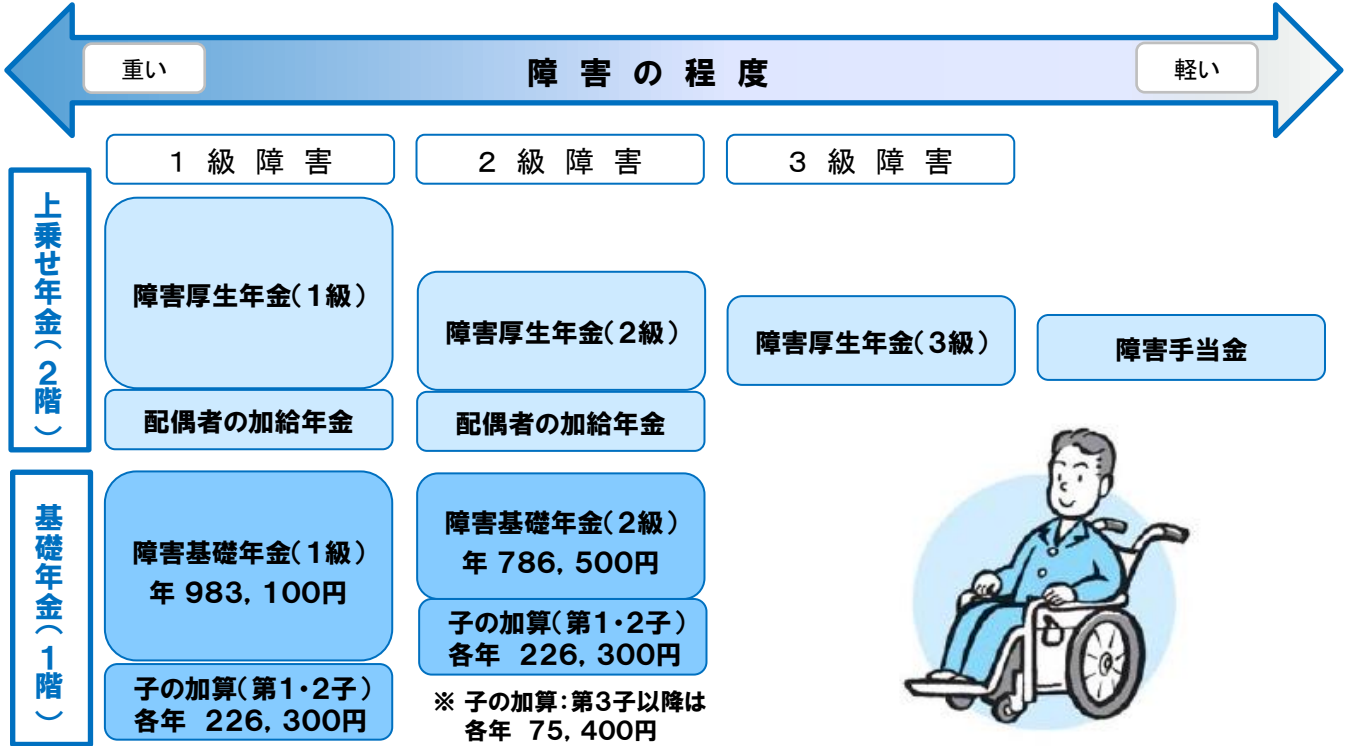 重い
障害の程度
軽い
1級障害
2級障害
3級障害
上乗せ年金(2階)
障害厚生年金(1級)
障害厚生年金(2級)
障害厚生年金(3級)
障害手当金
配偶者の加給年金
配偶者の加給年金
基礎年金(1階)
障害基礎年金(1級)
年 983,100円
子の加算(第1・2子)
各年 226,300円
障害基礎年金(2級)
年 786,500円
子の加算(第1・2子)
各年 226,300円
※ 子の加算:第3子以降は
各年 75,400円